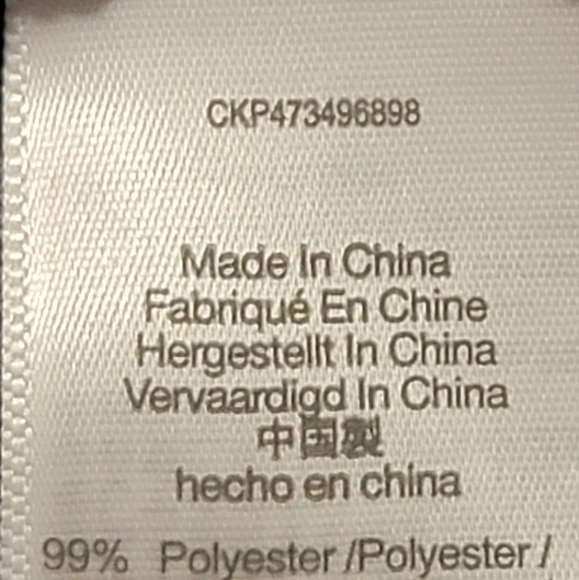 CKP473496898
Made In China
Fabriqué En Chine
Hergestellt In China
Vervaardigd In China
中国製
hecho en china
99% Polyester /Polyester /